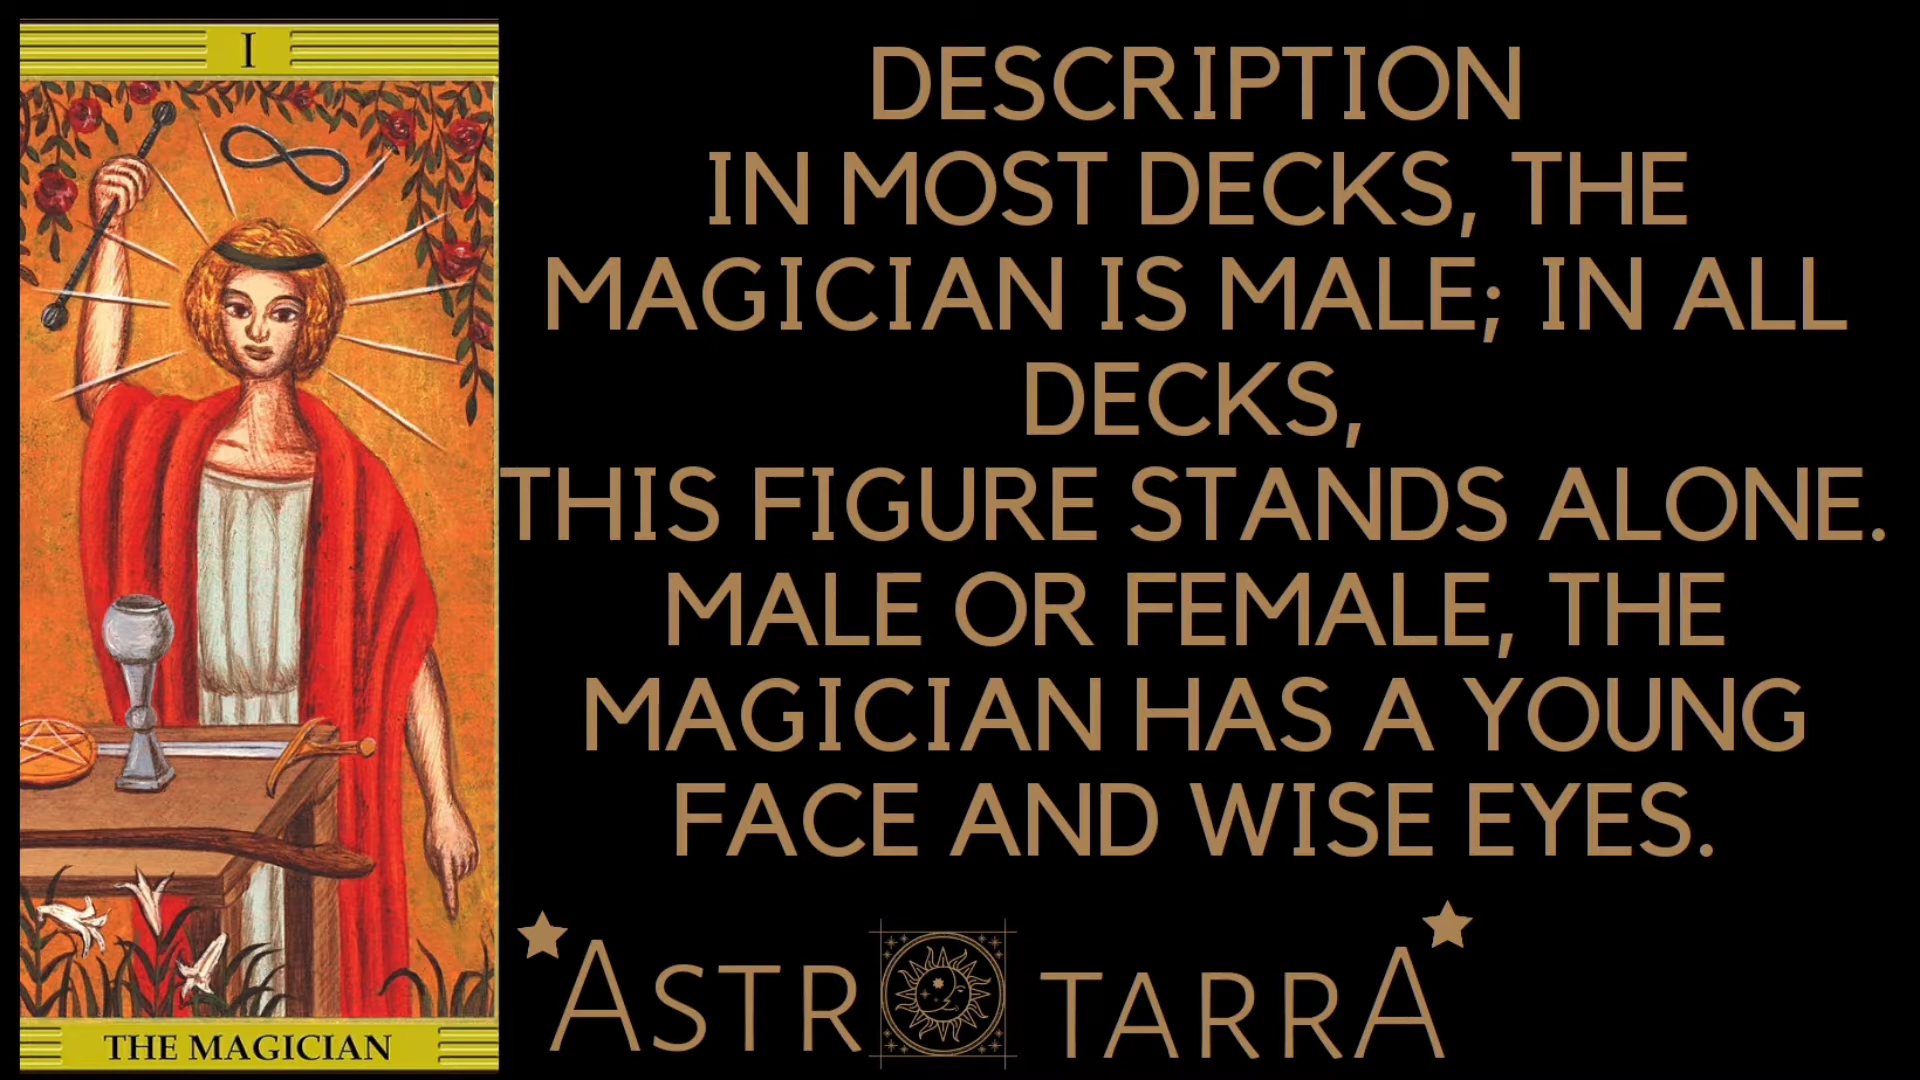 I
THE MAGICIAN
DESCRIPTION
IN MOST DECKS, THE
MAGICIAN IS MALE; IN ALL
DECKS,
THIS FIGURE STANDS ALONE.
MALE OR FEMALE, THE
MAGICIAN HAS A YOUNG
FACE AND WISE EYES.
ASTR TARRA